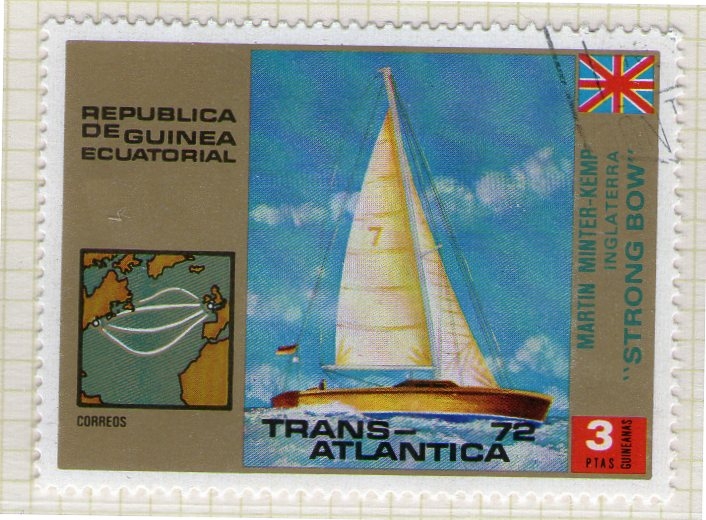 REPUBLICA
DE GUINEA
ECUATORIAL
7
MARTIN MINTER-KEMP
INGLATERRA
"STRONG BOW"
CORREOS
TRANS- 72
ATLANTICA
3
PTAS
GUINEANAS